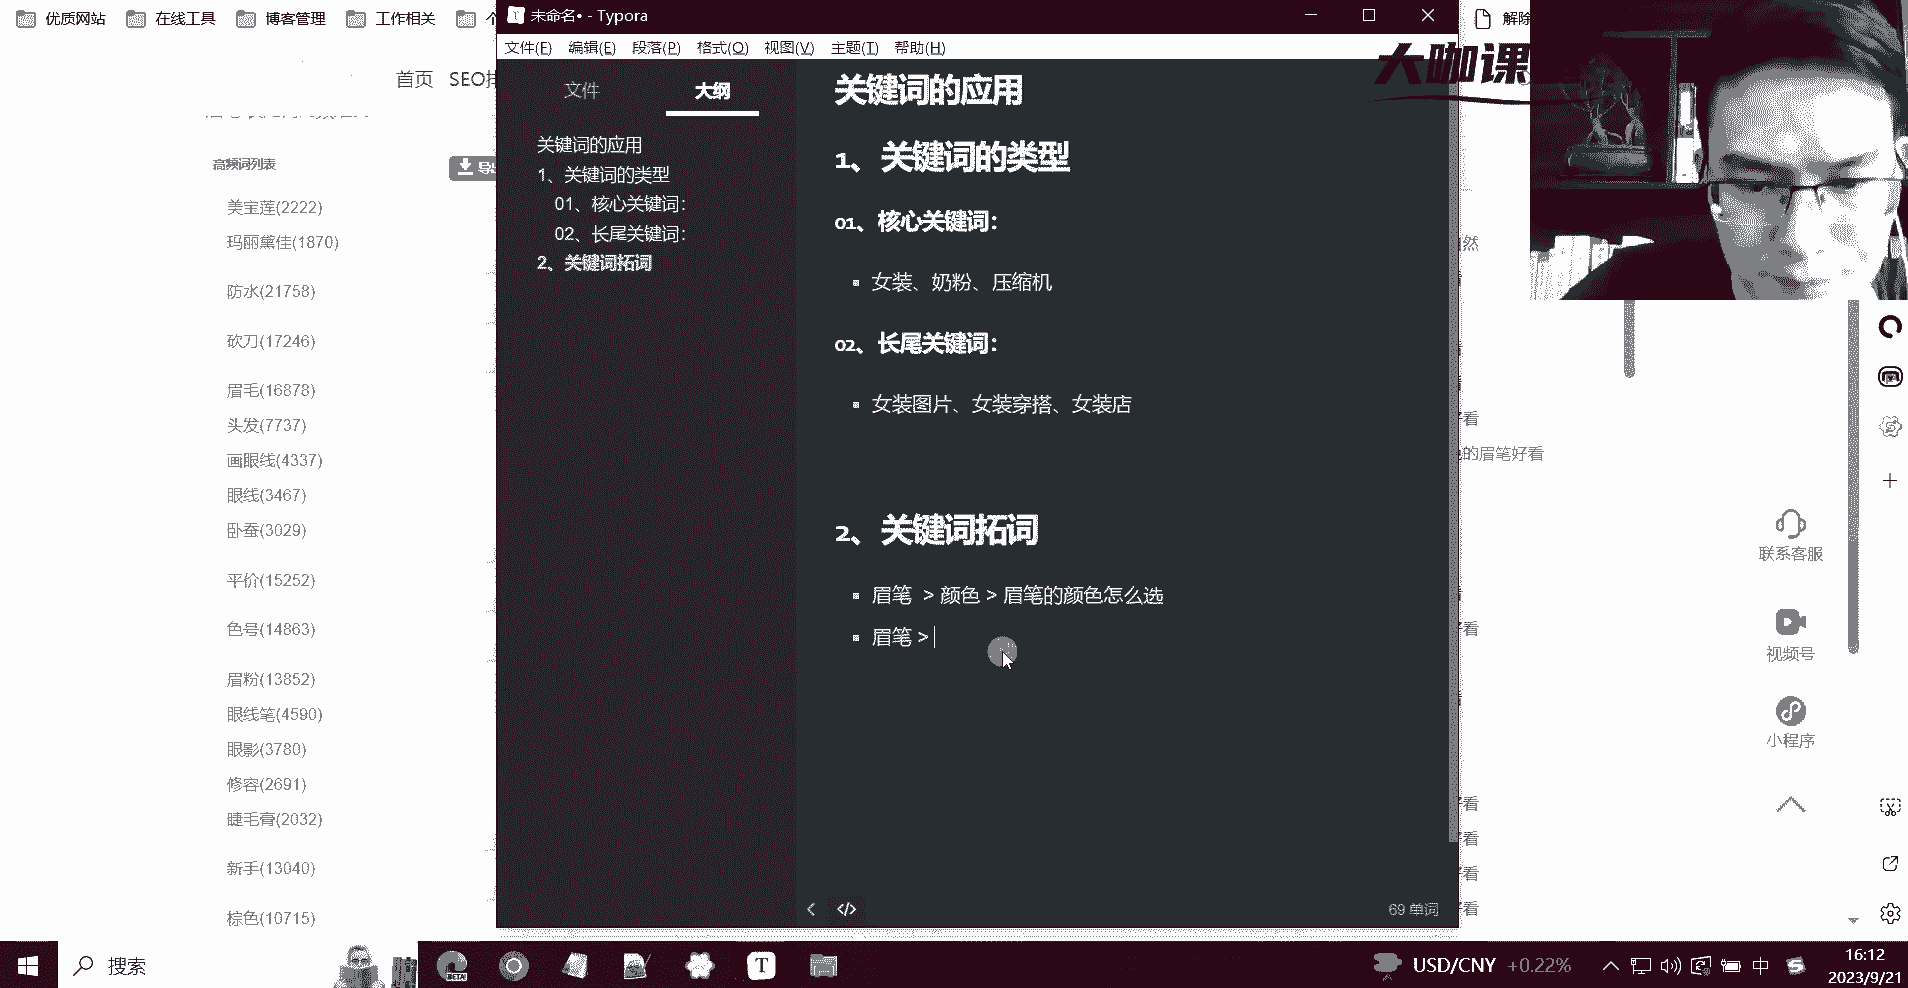 优质网站 在线工具 博客管理 工作相关
未命名• - Typora
解除
文件(F) 编辑(E) 段落(P) 格式(O) 视图(V) 主题(T) 帮助(H)
大咖课
首页 SEO排
文件 大纲
关键词的应用
1、关键词的类型
01、核心关键词：
02、长尾关键词：
2、关键词拓词
关键词的应用
1、关键词的类型
01、核心关键词：
女装、奶粉、压缩机
02、长尾关键词：
女装图片、女装穿搭、女装店
2、关键词拓词
眉笔 > 颜色 > 眉笔的颜色怎么选
眉笔 >
69 单词
高频词列表
导出
美宝莲(2222)
玛丽黛佳(1870)
防水(21758)
砍刀(17246)
眉毛(16878)
头发(7737)
画眼线(4337)
眼线(3467)
卧蚕(3029)
平价(15252)
色号(14863)
眉粉(13852)
眼线笔(4590)
眼影(3780)
修容(2691)
睫毛膏(2032)
新手(13040)
棕色(10715)
然
看
的眉笔好看
看
好看
好看
看
看
联系客服
视频号
小程序
搜索
BETA
T
USD/CNY +0.22%
中
16:12
2023/9/21